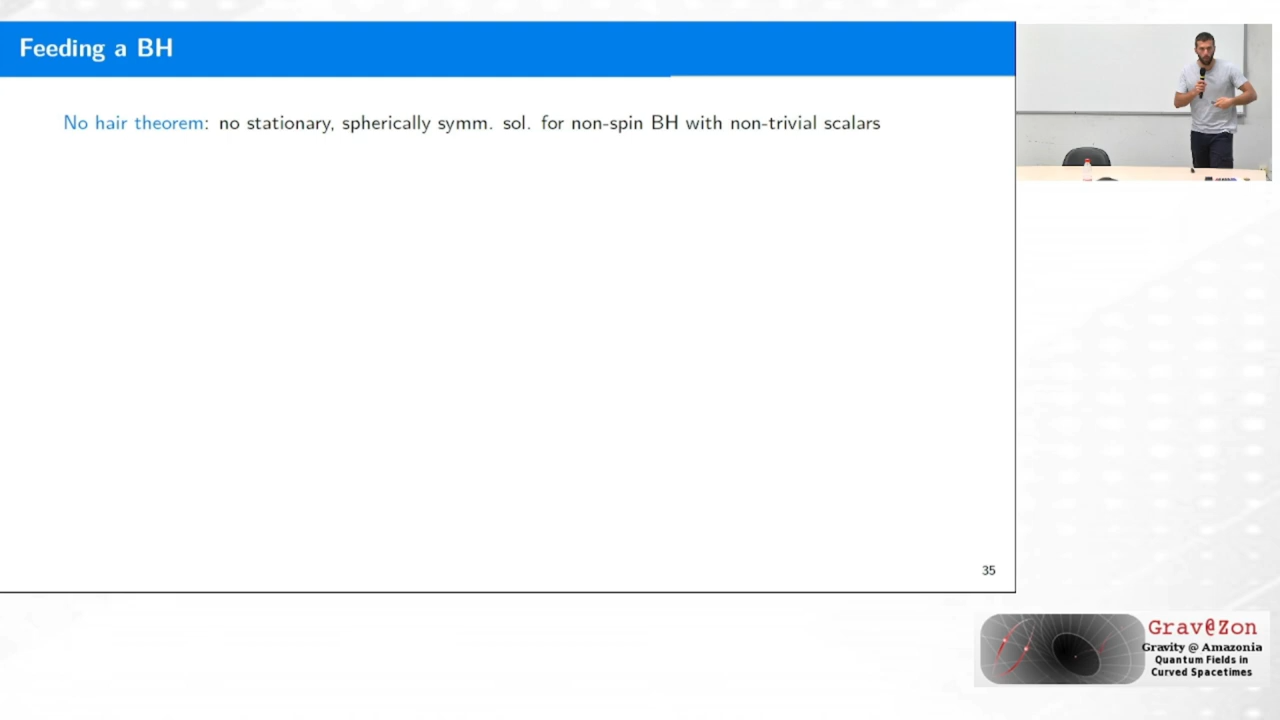 Feeding a BH
No hair theorem: no stationary, spherically symm. sol. for non-spin BH with non-trivial scalars
35
Grav@Zon
Gravity @ Amazonia
Quantum Fields in
Curved Spacetimes